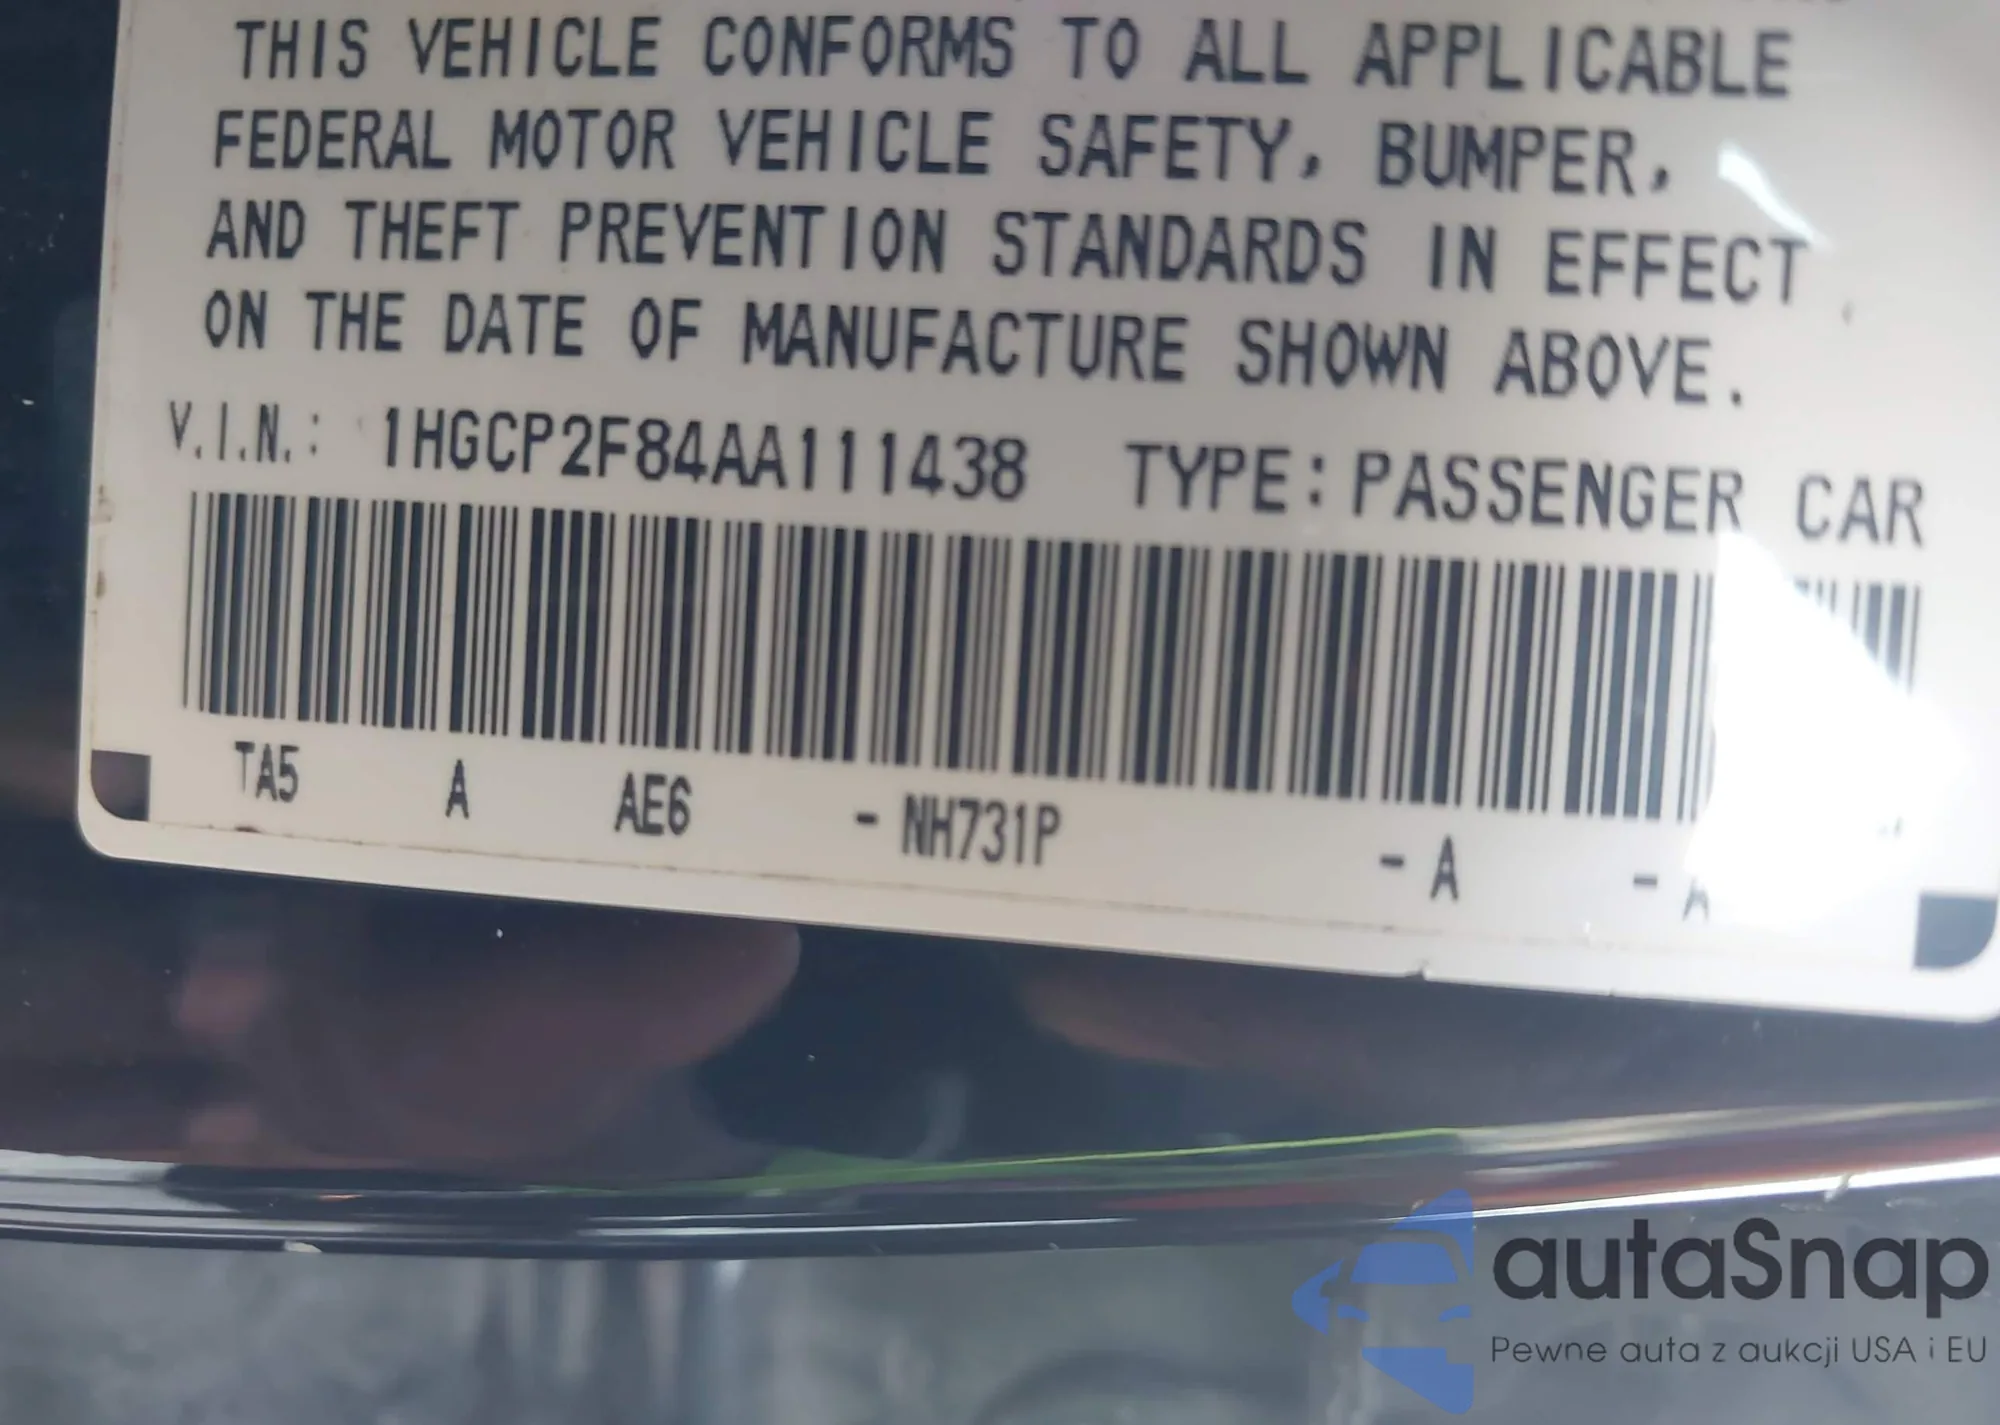 THIS VEHICLE CONFORMS TO ALL APPLICABLE
FEDERAL MOTOR VEHICLE SAFETY, BUMPER,
AND THEFT PREVENTION STANDARDS IN EFFECT
ON THE DATE OF MANUFACTURE SHOWN ABOVE.
V.I.N.: 1HGCP2F84AA111438 TYPE: PASSENGER CAR
TA5 A AE6 - NH731P - A - A
autaSnap
Pewne auta z aukcji USA i EU